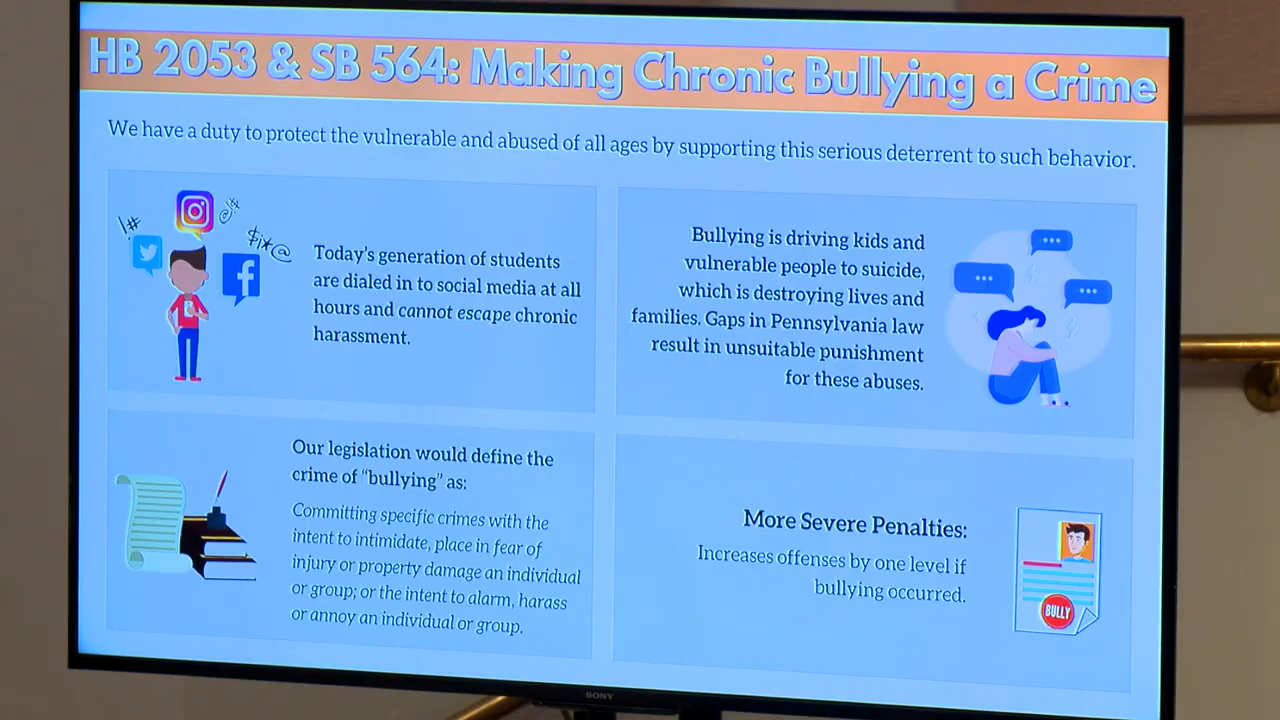 HB 2053 & SB 564: Making Chronic Bullying a Crime
We have a duty to protect the vulnerable and abused of all ages by supporting this serious deterrent to such behavior.
!#
@!*
$i*@
Today's generation of students
are dialed in to social media at all
hours and cannot escape chronic
harassment.
Bullying is driving kids and
vulnerable people to suicide,
which is destroying lives and
families. Gaps in Pennsylvania law
result in unsuitable punishment
for these abuses.
Our legislation would define the
crime of "bullying" as:
Committing specific crimes with the
intent to intimidate, place in fear of
injury or property damage an individual
or group; or the intent to alarm, harass
or annoy an individual or group.
More Severe Penalties:
Increases offenses by one level if
bullying occurred.
BULLY
SONY